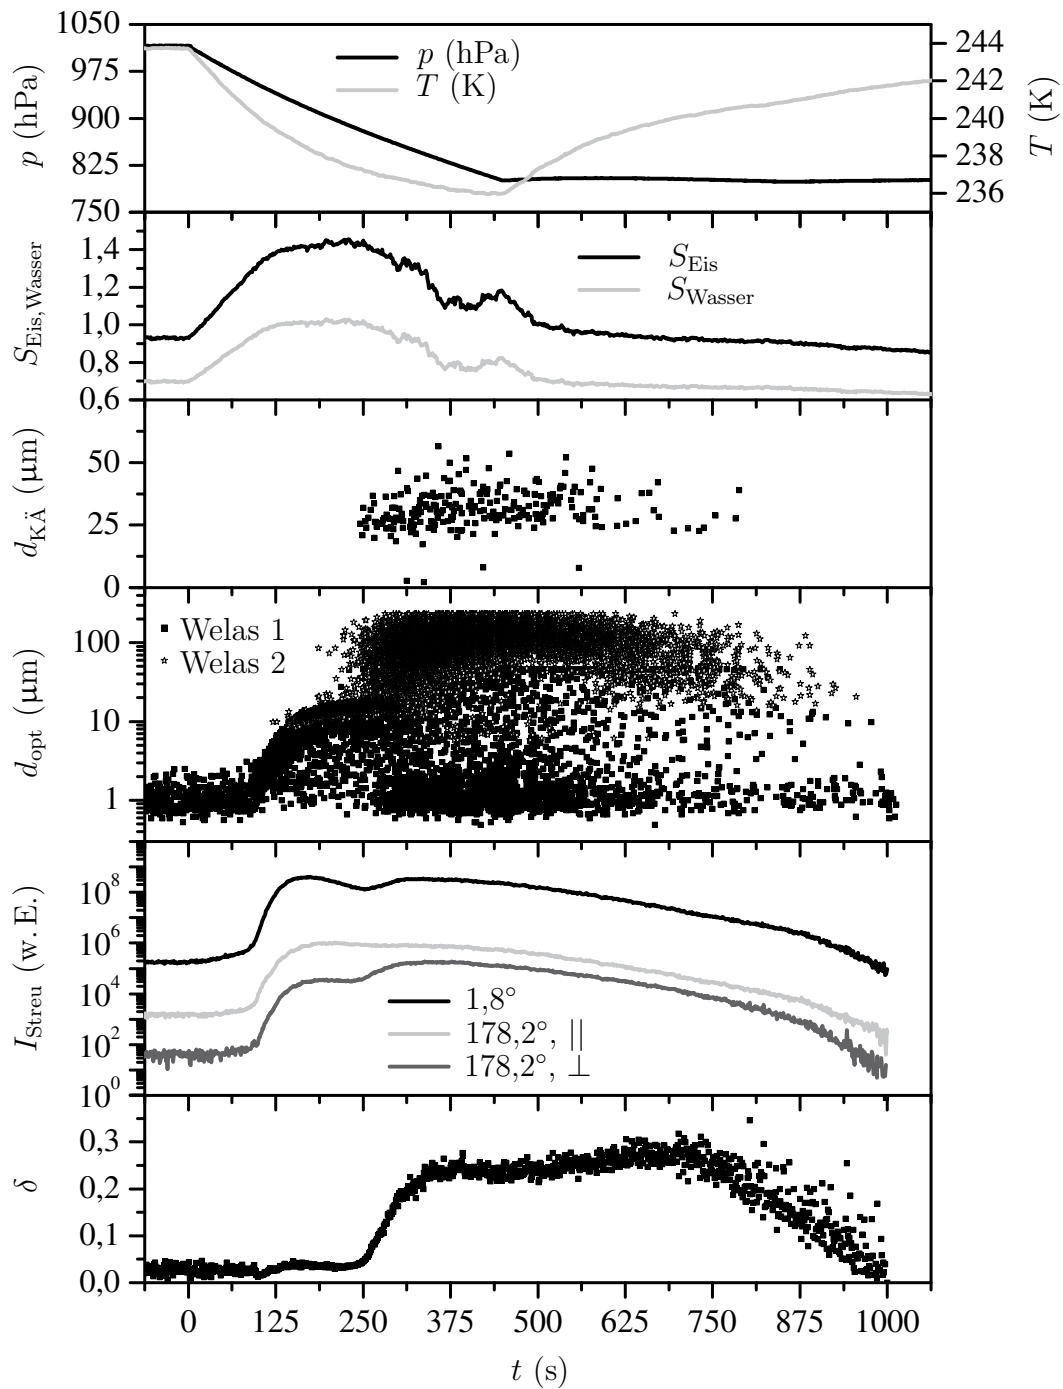 1050
975
900
825
750
p (hPa)
p (hPa)
T (K)
244
242
240
238
236
T (K)
1,4
1,2
1,0
0,8
0,6
S_Eis,Wasser
S_Eis
S_Wasser
50
25
0
d_KÄ (µm)
100
10
1
d_opt (µm)
Welas 1
Welas 2
10^8
10^6
10^4
10^2
10^0
I_Streu (w. E.)
1,8°
178,2°, ||
178,2°, ⊥
0,3
0,2
0,1
0,0
δ
0 125 250 375 500 625 750 875 1000
t (s)